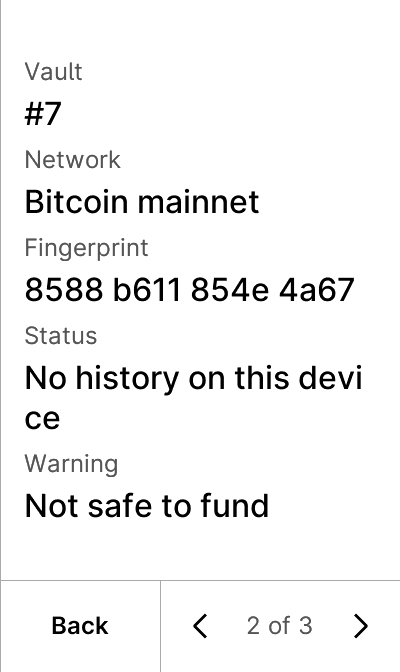 Vault
#7
Network
Bitcoin mainnet
Fingerprint
8588 b611 854e 4a67
Status
No history on this devi
ce
Warning
Not safe to fund
Back
2 of 3